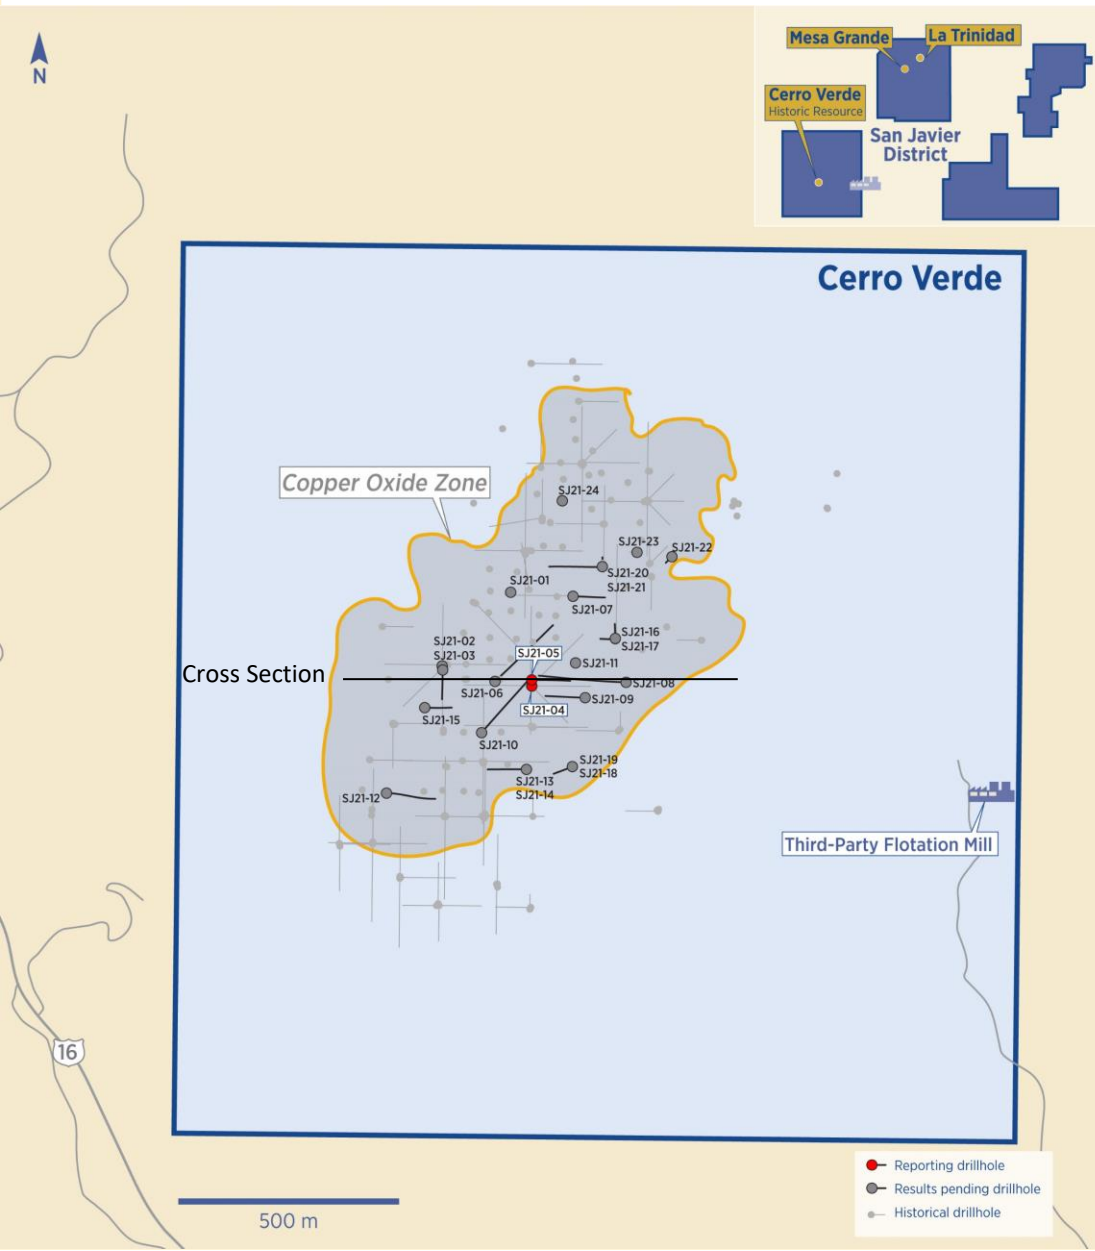 N
Mesa Grande
La Trinidad
Cerro Verde
Historic Resource
San Javier
District
Cerro Verde
Copper Oxide Zone
SJ21-24
SJ21-23
SJ21-22
SJ21-20
SJ21-21
SJ21-01
SJ21-07
SJ21-16
SJ21-17
SJ21-02
SJ21-03
SJ21-05
SJ21-11
Cross Section
SJ21-06
SJ21-08
SJ21-09
SJ21-04
SJ21-15
SJ21-10
SJ21-19
SJ21-18
SJ21-13
SJ21-14
SJ21-12
Third-Party Flotation Mill
16
500 m
Reporting drillhole
Results pending drillhole
Historical drillhole